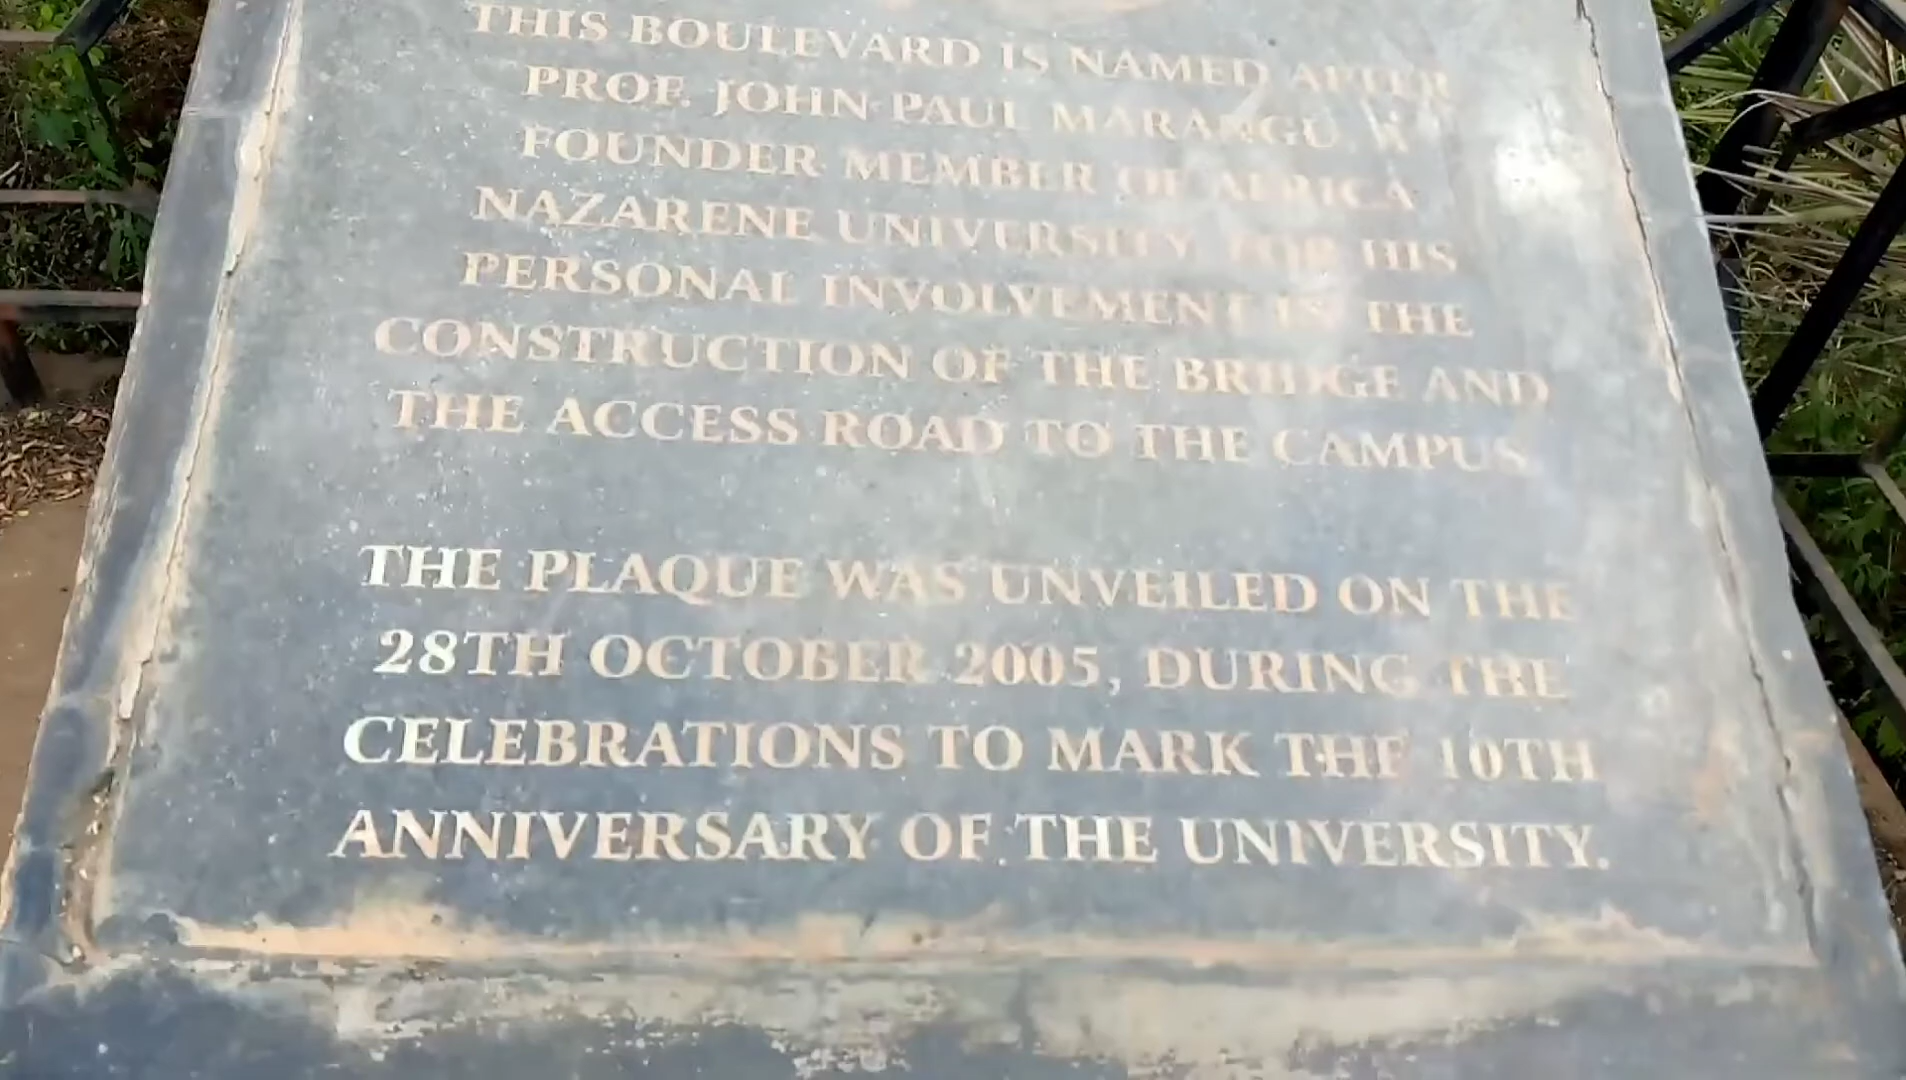 THIS BOULEVARD IS NAMED AFTER
PROF. JOHN PAUL MARANGU, A
FOUNDER MEMBER OF AFRICA
NAZARENE UNIVERSITY FOR HIS
PERSONAL INVOLVEMENT IN THE
CONSTRUCTION OF THE BRIDGE AND
THE ACCESS ROAD TO THE CAMPUS
THE PLAQUE WAS UNVEILED ON THE
28TH OCTOBER 2005, DURING THE
CELEBRATIONS TO MARK THE 10TH
ANNIVERSARY OF THE UNIVERSITY.